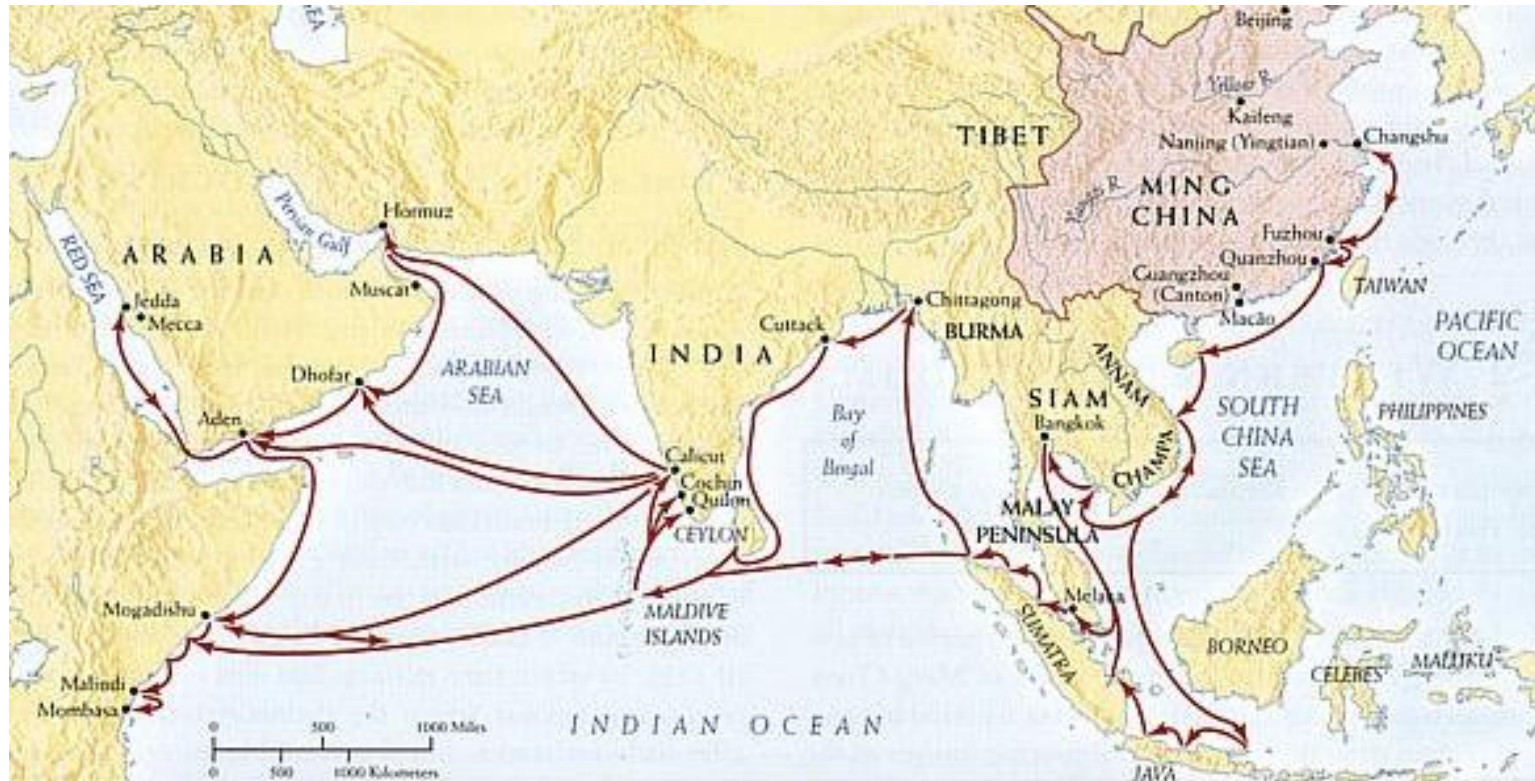 SEA
Beijing
Yellow R.
Kaifeng
TIBET
Nanjing (Yingtian)
Changshu
MING
CHINA
Yangzi R.
Hormuz
Persian Gulf
ARABIA
RED SEA
Fuzhou
Quanzhou
Muscat
Guangzhou
(Canton)
TAIWAN
Jedda
Mecca
Chittagong
Macão
BURMA
Cuttack
PACIFIC
OCEAN
INDIA
ANNAM
ARABIAN
SEA
Dhofar
SIAM
Bangkok
SOUTH
CHINA
SEA
PHILIPPINES
Aden
Bay
of
Bingal
Calicut
Cochin
Quilon
CHAMPA
MALAY
PENINSULA
CEYLON
Melaka
Mogadishu
MALDIVE
ISLANDS
SUMATRA
BORNEO
CELEBES
MALUKU
Malindi
Mombasa
0 500 1000 Miles
0 500 1000 Kilometers
INDIAN OCEAN
JAVA